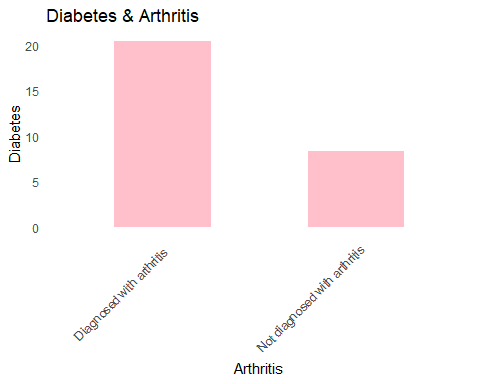 Diabetes & Arthritis
Diabetes
20
15
10
5
0
Diagnosed with arthritis
Not diagnosed with arthritis
Arthritis